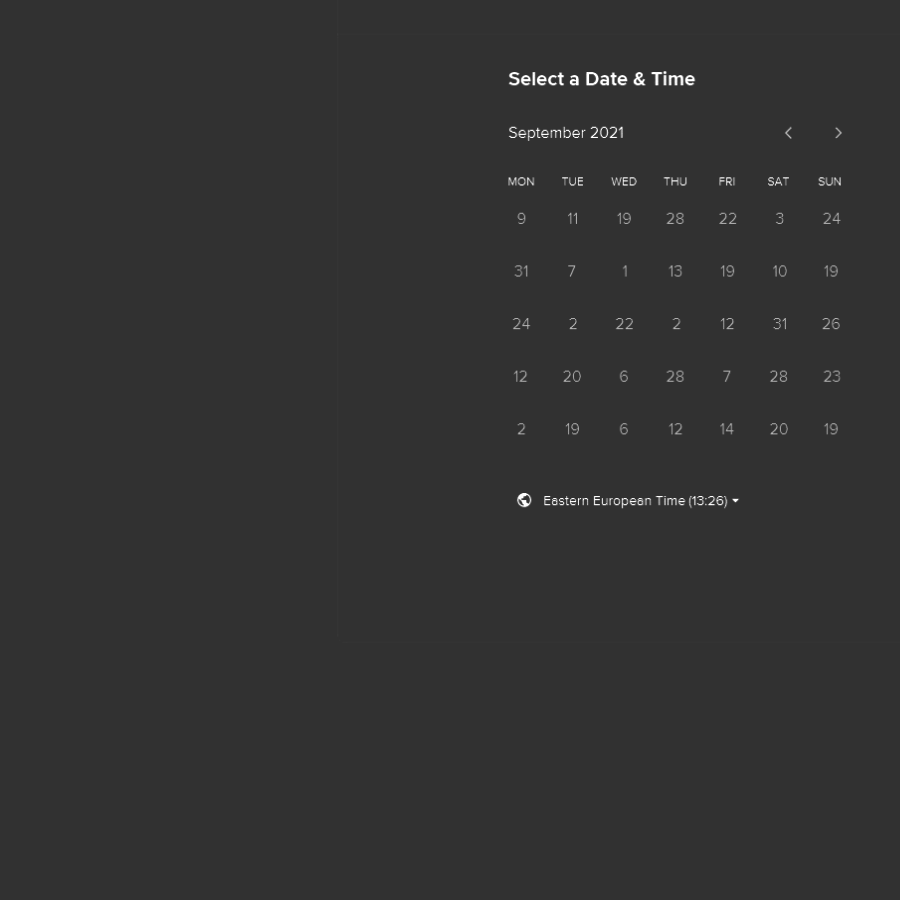 Select a Date & Time
September 2021
MON TUE WED THU FRI SAT SUN
9 11 19 28 22 3 24
31 7 1 13 19 10 19
24 2 22 2 12 31 26
12 20 6 28 7 28 23
2 19 6 12 14 20 19
Eastern European Time (13:26)